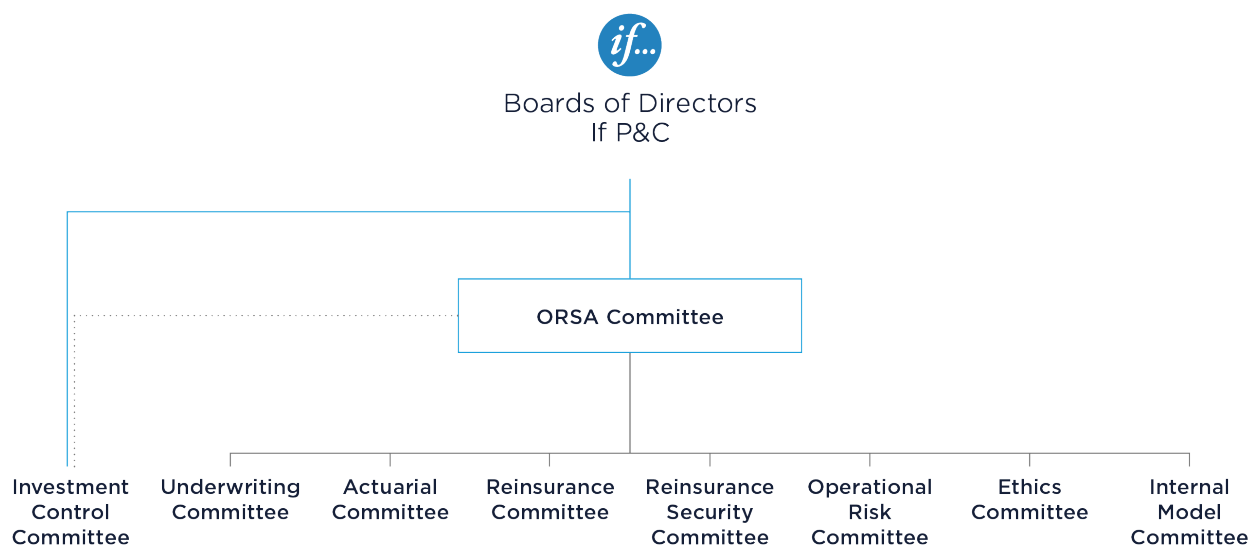 if...
Boards of Directors
If P&C
ORSA Committee
Investment
Control
Committee
Underwriting
Committee
Actuarial
Committee
Reinsurance
Committee
Reinsurance
Security
Committee
Operational
Risk
Committee
Ethics
Committee
Internal
Model
Committee